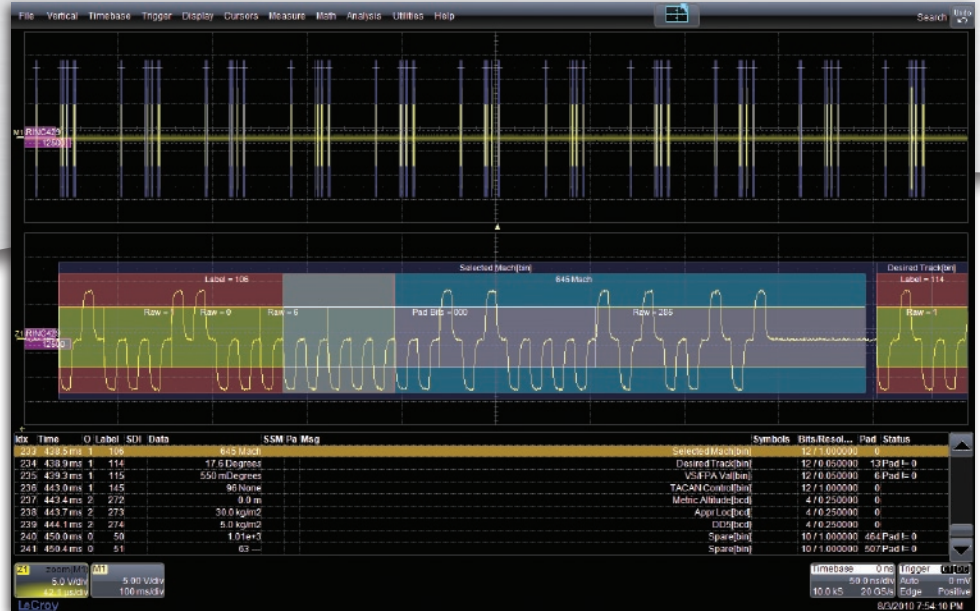 File Vertical Timebase Trigger Display Cursors Measure Math Analysis Utilities Help Search Undo
M1 RINC429
12500
Selected Mach[bin] Desired Track[bin]
Label = 106 645 Mach Label = 114
Raw = 1 Raw = 0 Raw = 6 Pad Bits = 000 Raw = 285 Raw = 1
Z1 RINC429
12500
Idx Time O Label SDI Data SSM Pa Msg Symbols Bits/Resol... Pad Status
233 438.5 ms 1 106 645 Mach Selected Mach[bin] 12 / 1.000000 0
234 438.9 ms 1 114 17.6 Degrees Desired Track[bin] 12 / 0.050000 13 Pad != 0
235 439.3 ms 1 115 550 mDegrees VS/FPA Val[bin] 12 / 0.050000 6 Pad != 0
236 443.0 ms 1 145 96 None TACAN Control[bin] 12 / 1.000000 0
237 443.4 ms 2 272 0.0 m Metric Altitude[bcd] 4 / 0.250000 0
238 443.7 ms 2 273 30.0 kg/m2 Appr Loc[bcd] 4 / 0.250000 0
239 444.1 ms 2 274 5.0 kg/m2 DD5[bcd] 4 / 0.250000 0
240 450.0 ms 0 50 1.01e+3 Spare[bin] 10 / 1.000000 464 Pad != 0
241 450.4 ms 0 51 63 --- Spare[bin] 10 / 1.000000 507 Pad != 0
Z1 zoom(M1) M1 Timebase 0 ns Trigger C1 DC
5.0 V/div 5.00 V/div 50.0 ns/div Auto 0 mV
100 ms/div 10.0 kS 20 GS/s Edge Positive
LeCroy 8/3/2010 7:54:10 PM